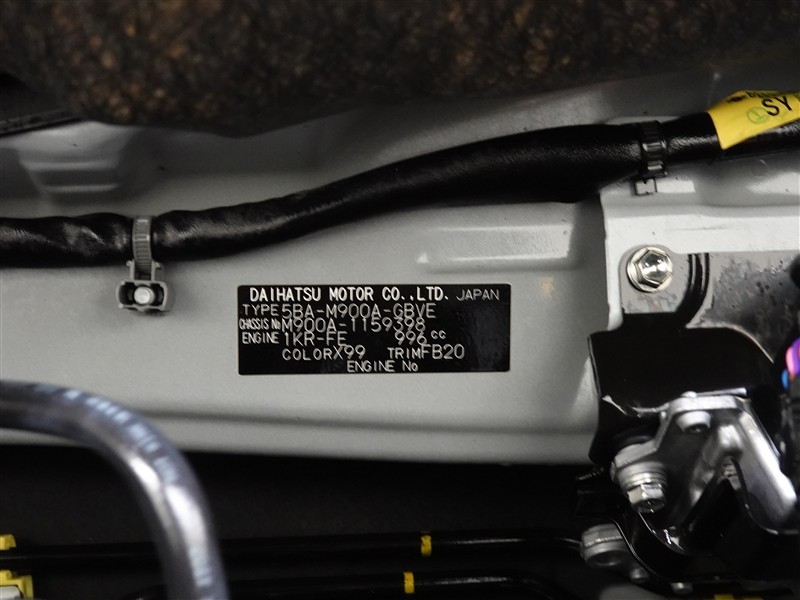 SY
DAIHATSU MOTOR CO.,LTD. JAPAN
TYPE 5BA-M900A-GBVE
CHASSIS No M900A-1159398
ENGINE 1KR-FE 996 cc
COLOR X99 TRIM FB20
ENGINE No